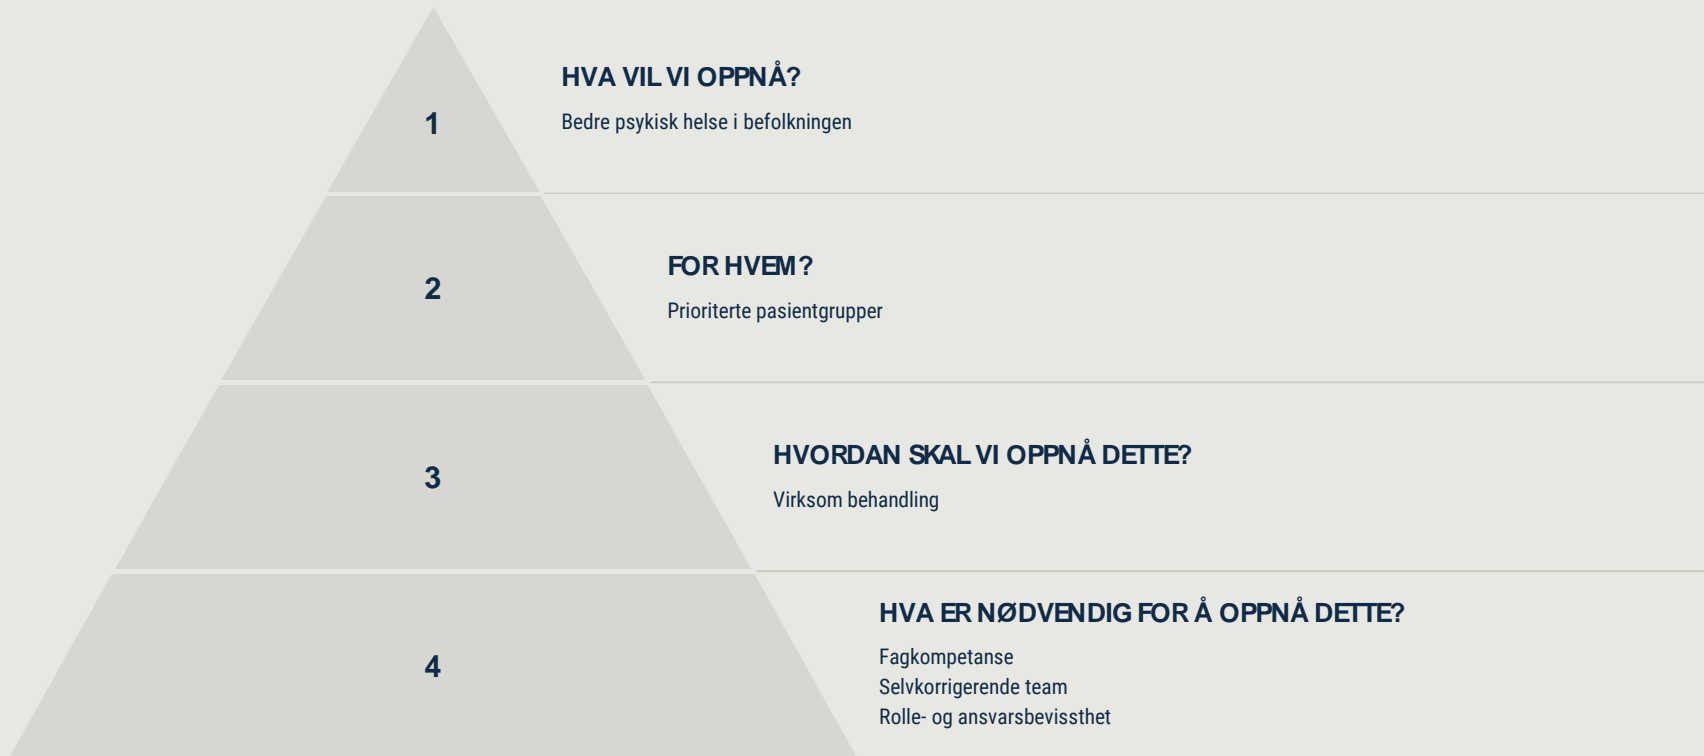 1
HVA VIL VI OPPNÅ?
Bedre psykisk helse i befolkningen
2
FOR HVEM?
Prioriterte pasientgrupper
3
HVORDAN SKAL VI OPPNÅ DETTE?
Virksom behandling
4
HVA ER NØDVENDIG FOR Å OPPNÅ DETTE?
Fagkompetanse
Selvkorrigerende team
Rolle- og ansvarsbevissthet